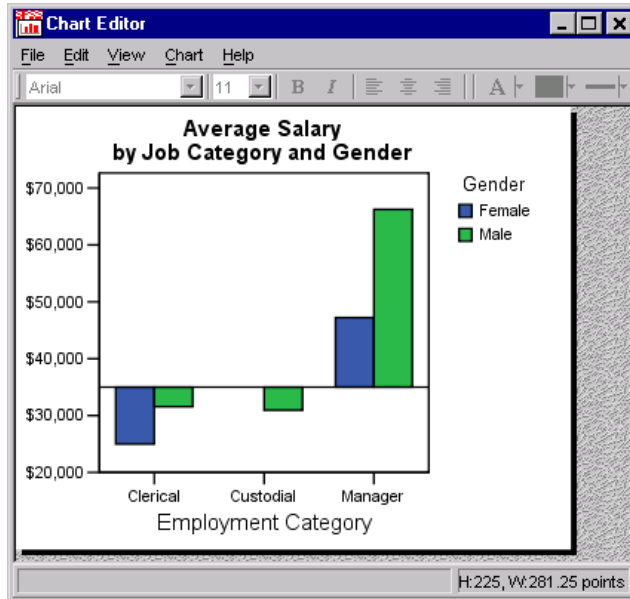 Chart Editor
File Edit View Chart Help
Arial 11 B I A
Average Salary
by Job Category and Gender
$70,000
$60,000
$50,000
$40,000
$30,000
$20,000
Clerical Custodial Manager
Employment Category
Gender
Female
Male
H:225, W:281.25 points